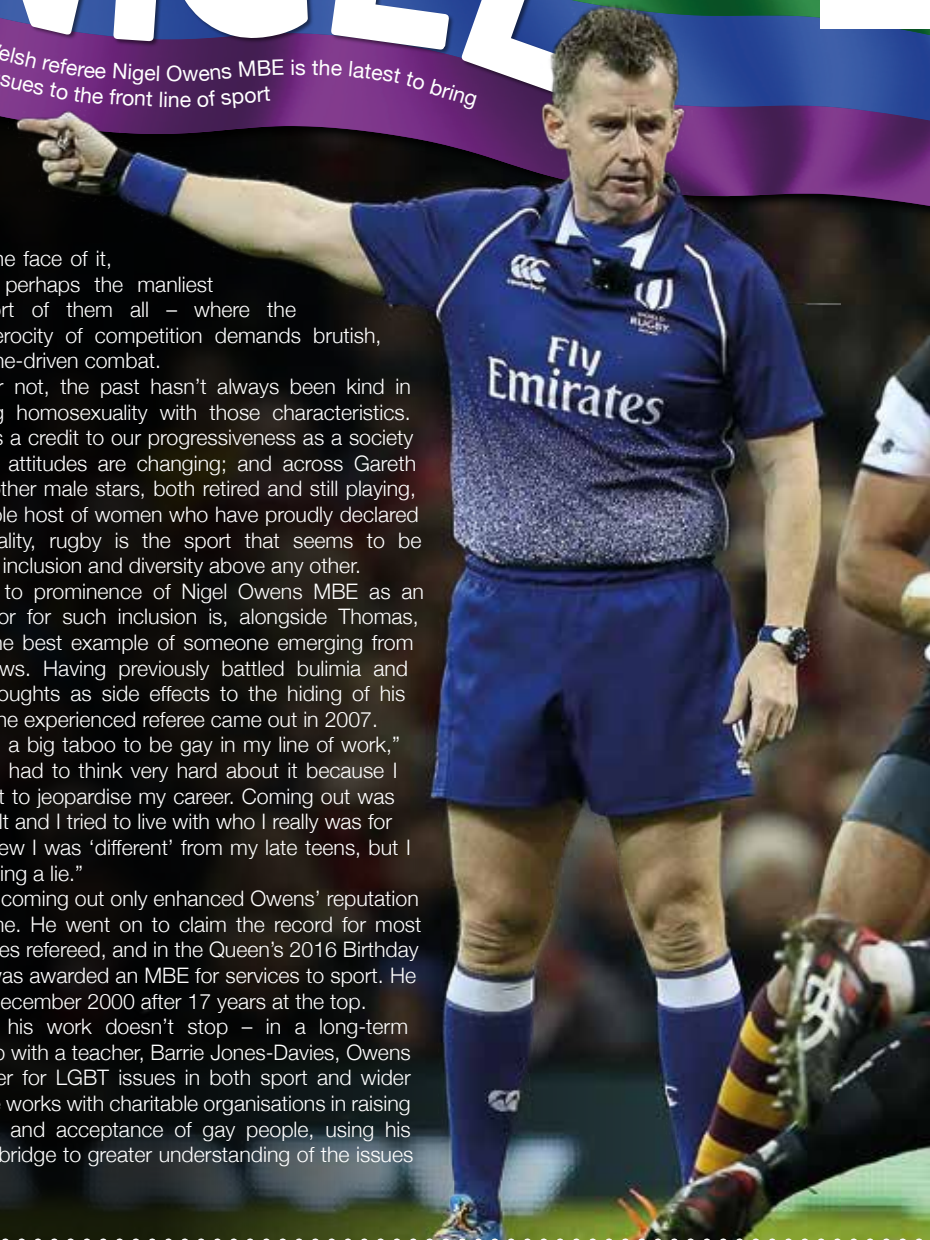 NIGEL
elsh referee Nigel Owens MBE is the latest to bring
sues to the front line of sport
ne face of it,
perhaps the manliest
rt of them all – where the
erocity of competition demands brutish,
ne-driven combat.
r not, the past hasn’t always been kind in
g homosexuality with those characteristics.
s a credit to our progressiveness as a society
attitudes are changing; and across Gareth
other male stars, both retired and still playing,
ole host of women who have proudly declared
ality, rugby is the sport that seems to be
inclusion and diversity above any other.
to prominence of Nigel Owens MBE as an
or for such inclusion is, alongside Thomas,
ne best example of someone emerging from
ws. Having previously battled bulimia and
oughts as side effects to the hiding of his
he experienced referee came out in 2007.
a big taboo to be gay in my line of work,”
had to think very hard about it because I
t to jeopardise my career. Coming out was
lt and I tried to live with who I really was for
ew I was ‘different’ from my late teens, but I
ing a lie.”
coming out only enhanced Owens’ reputation
ne. He went on to claim the record for most
es refereed, and in the Queen’s 2016 Birthday
was awarded an MBE for services to sport. He
ecember 2000 after 17 years at the top.
his work doesn’t stop – in a long-term
p with a teacher, Barrie Jones-Davies, Owens
er for LGBT issues in both sport and wider
e works with charitable organisations in raising
and acceptance of gay people, using his
bridge to greater understanding of the issues
canterbury
WORLD
RUGBY
Fly
Emirates